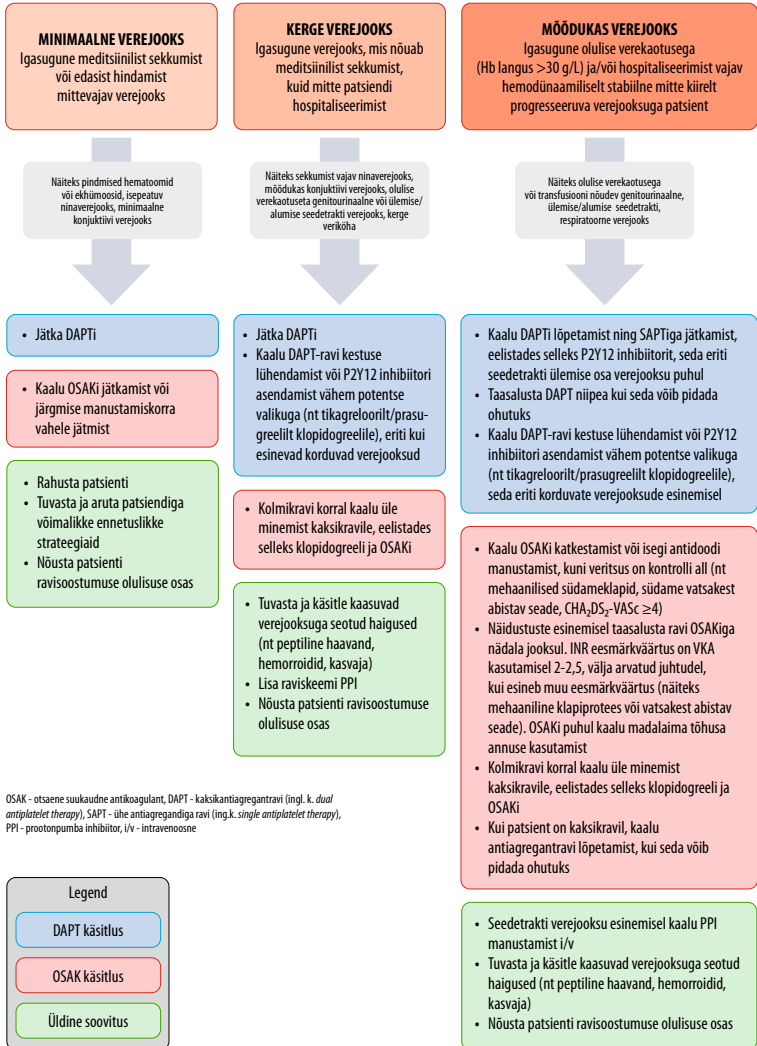 MINIMAALNE VEREJOOKS
Igasugune meditsiinilist sekkumist
või edasist hindamist
mittevajav verejooks
Näiteks pindmised hematoomid
või ekhümoosid, isepeatuv
ninaverejooks, minimaalne
konjuktiivi verejooks
• Jätka DAPTi
• Kaalu OSAKi jätkamist või
järgmise manustamiskorra
vahele jätmist
• Rahusta patsienti
• Tuvasta ja aruta patsiendiga
võimalikke ennetuslikke
strateegiaid
• Nõusta patsienti
ravisoostumuse olulisuse osas
KERGE VEREJOOKS
Igasugune verejooks, mis nõuab
meditsiinilist sekkumist,
kuid mitte patsiendi
hospitaliseerimist
Näiteks sekkumist vajav ninaverejooks,
mõõdukas konjuktiivi verejooks, olulise
verekaotuseta genitourinaalne või ülemise/
alumise seedetrakti verejooks, kerge
veriköha
• Jätka DAPTi
• Kaalu DAPT-ravi kestuse
lühendamist või P2Y12 inhibiitori
asendamist vähem potentse
valikuga (nt tikagreloorilt/prasu-
greelilt klopidogreelile), eriti kui
esinevad korduvad verejooksud
• Kolmikravi korral kaalu üle
minemist kaksikravile, eelistades
selleks klopidogreeli ja OSAKi
• Tuvasta ja käsitle kaasuvad
verejooksuga seotud haigused
(nt peptiline haavand,
hemorroidid, kasvaja)
• Lisa raviskeemi PPI
• Nõusta patsienti ravisoostumuse
olulisuse osas
MÕÕDUKAS VEREJOOKS
Igasugune olulise verekaotusega
(Hb langus >30 g/L) ja/või hospitaliseerimist vajav
hemodünaamiliselt stabiilne mitte kiirelt
progresseeruva verejooksuga patsient
Näiteks olulise verekaotusega
või transfusiooni nõudev genitourinaalne,
ülemise/alumise seedetrakti,
respiratoorne verejooks
• Kaalu DAPTi lõpetamist ning SAPTiga jätkamist,
eelistades selleks P2Y12 inhibiitorit, seda eriti
seedetrakti ülemise osa verejooksu puhul
• Taasalusta DAPT niipea kui seda võib pidada
ohutuks
• Kaalu DAPT-ravi kestuse lühendamist või P2Y12
inhibiitori asendamist vähem potentse valikuga
(nt tikagreloorilt/prasugreelilt klopidogreelile),
seda eriti korduvate verejooksude esinemisel
• Kaalu OSAKi katkestamist või isegi antidoodi
manustamist, kuni veritsus on kontrolli all (nt
mehaanilised südameklapid, südame vatsakest
abistav seade, CHA₂DS₂-VASc ≥4)
• Näidustuste esinemisel taasalusta ravi OSAKiga
nädala jooksul. INR eesmärkväärtus on VKA
kasutamisel 2-2,5, välja arvatud juhtudel,
kui esineb muu eesmärkväärtus (näiteks
mehaaniline klapiprotees või vatsakest abistav
seade). OSAKi puhul kaalu madalaima tõhusa
annuse kasutamist
• Kolmikravi korral kaalu üle minemist
kaksikravile, eelistades selleks klopidogreeli ja
OSAKi
• Kui patsient on kaksikravil, kaalu
antiagregantravi lõpetamist, kui seda võib
pidada ohutuks
• Seedetrakti verejooksu esinemisel kaalu PPI
manustamist i/v
• Tuvasta ja käsitle kaasuvad verejooksuga seotud
haigused (nt peptiline haavand, hemorroidid,
kasvaja)
• Nõusta patsienti ravisoostumuse olulisuse osas
OSAK - otsaene suukaudne antikoagulant, DAPT - kaksikantiagregantravi (ingl. k. dual
antiplatelet therapy), SAPT - ühe antiagregandiga ravi (ing.k. single antiplatelet therapy),
PPI - prootonpumba inhibiitor, i/v - intravenoosne
Legend
DAPT käsitlus
OSAK käsitlus
Üldine soovitus